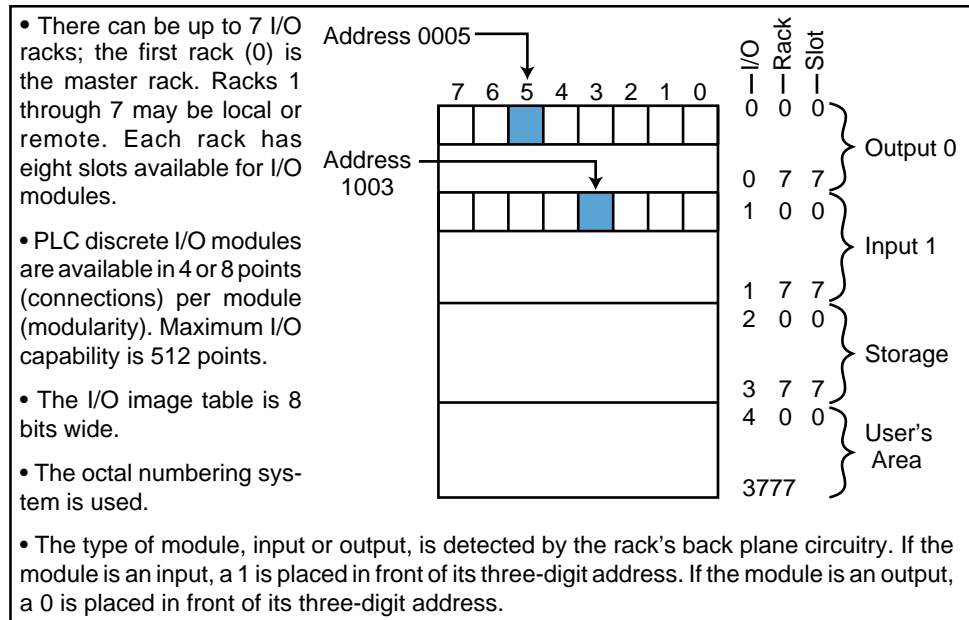 • There can be up to 7 I/O
racks; the first rack (0) is
the master rack. Racks 1
through 7 may be local or
remote. Each rack has
eight slots available for I/O
modules.
• PLC discrete I/O modules
are available in 4 or 8 points
(connections) per module
(modularity). Maximum I/O
capability is 512 points.
• The I/O image table is 8
bits wide.
• The octal numbering sys-
tem is used.
Address 0005
I/O Rack Slot
7 6 5 4 3 2 1 0
0 0 0
Output 0
Address
1003
0 7 7
1 0 0
Input 1
1 7 7
2 0 0
Storage
3 7 7
4 0 0
User's
Area
3777
• The type of module, input or output, is detected by the rack's back plane circuitry. If the
module is an input, a 1 is placed in front of its three-digit address. If the module is an output,
a 0 is placed in front of its three-digit address.